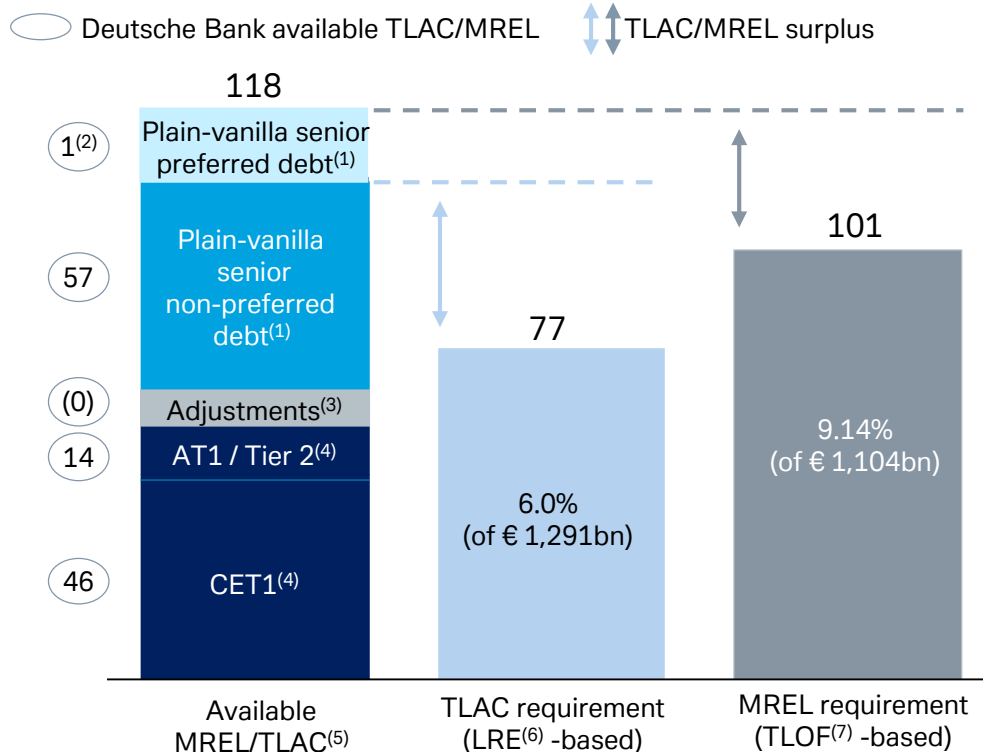 Deutsche Bank available TLAC/MREL
TLAC/MREL surplus
118
1(2)
Plain-vanilla senior
preferred debt(1)
57
Plain-vanilla
senior
non-preferred
debt(1)
(0)
Adjustments(3)
14
AT1 / Tier 2(4)
46
CET1(4)
77
6.0%
(of € 1,291bn)
101
9.14%
(of € 1,104bn)
Available
MREL/TLAC(5)
TLAC requirement
(LRE(6) -based)
MREL requirement
(TLOF(7) -based)